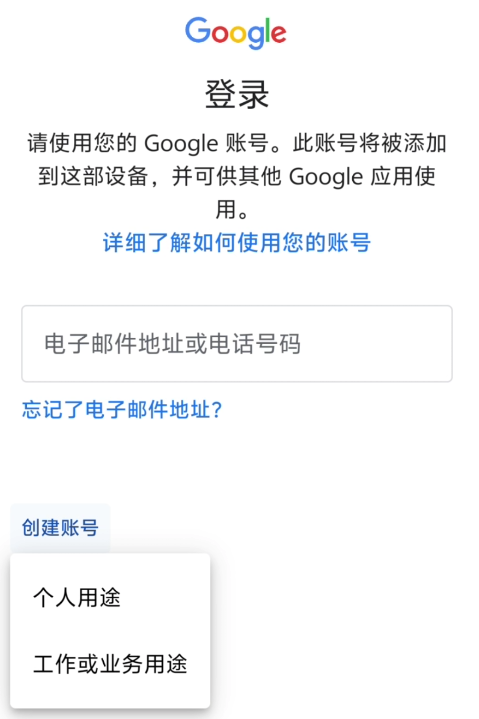 Google
登录
请使用您的 Google 账号。此账号将被添加
到这部设备，并可供其他 Google 应用使
用。
详细了解如何使用您的账号
电子邮件地址或电话号码
忘记了电子邮件地址？
创建账号
个人用途
工作或业务用途